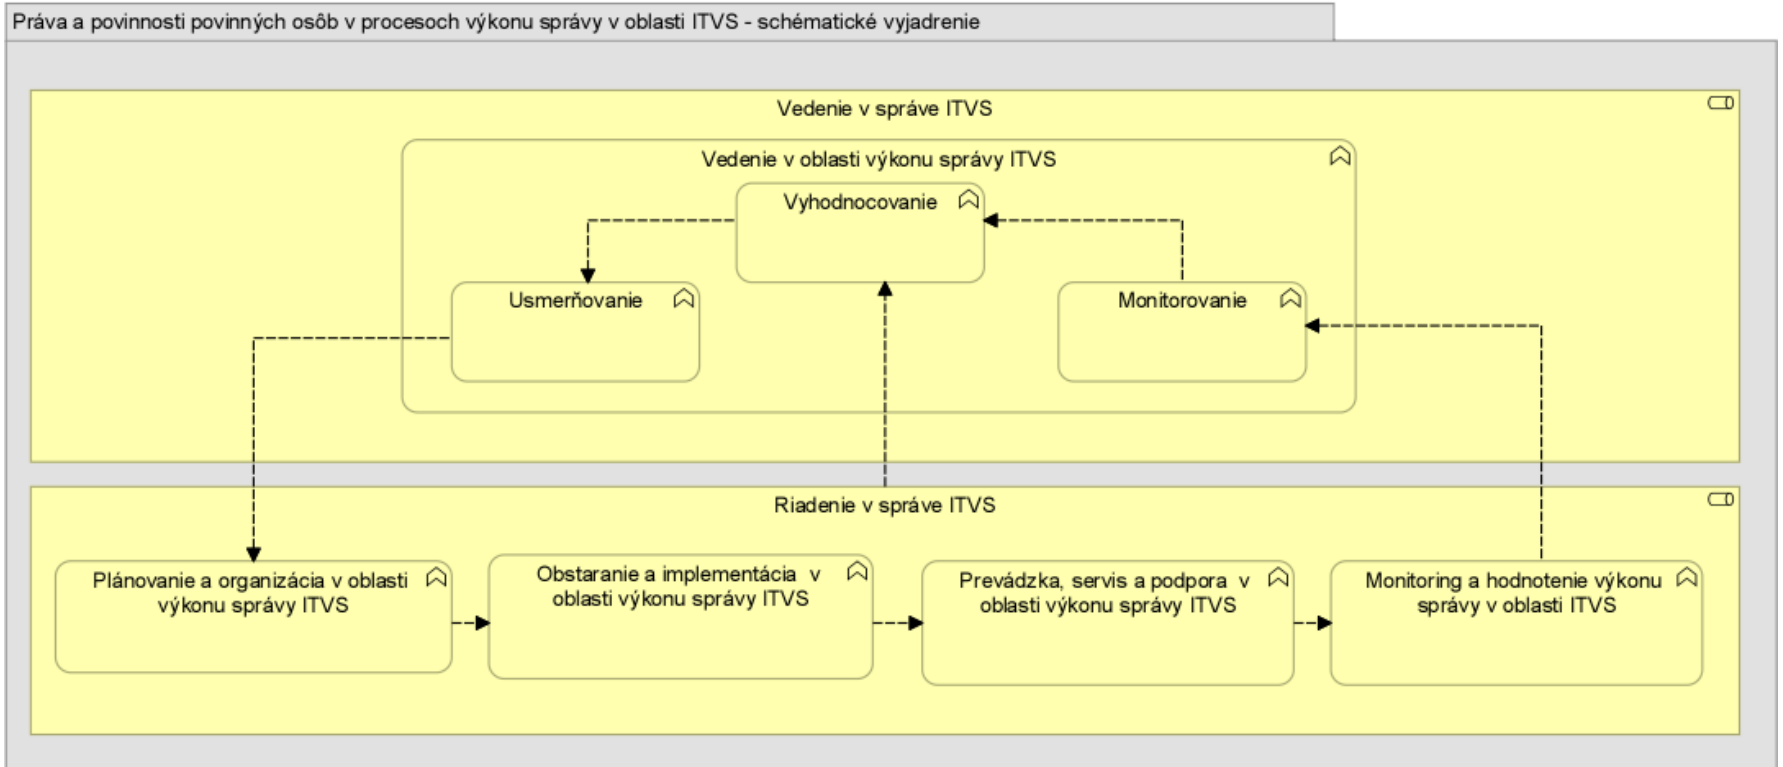 Práva a povinnosti povinných osôb v procesoch výkonu správy v oblasti ITVS - schématické vyjadrenie
Vedenie v správe ITVS
Vedenie v oblasti výkonu správy ITVS
Vyhodnocovanie
Usmerňovanie
Monitorovanie
Riadenie v správe ITVS
Plánovanie a organizácia v oblasti
výkonu správy ITVS
Obstaranie a implementácia v
oblasti výkonu správy ITVS
Prevádzka, servis a podpora v
oblasti výkonu správy ITVS
Monitoring a hodnotenie výkonu
správy v oblasti ITVS